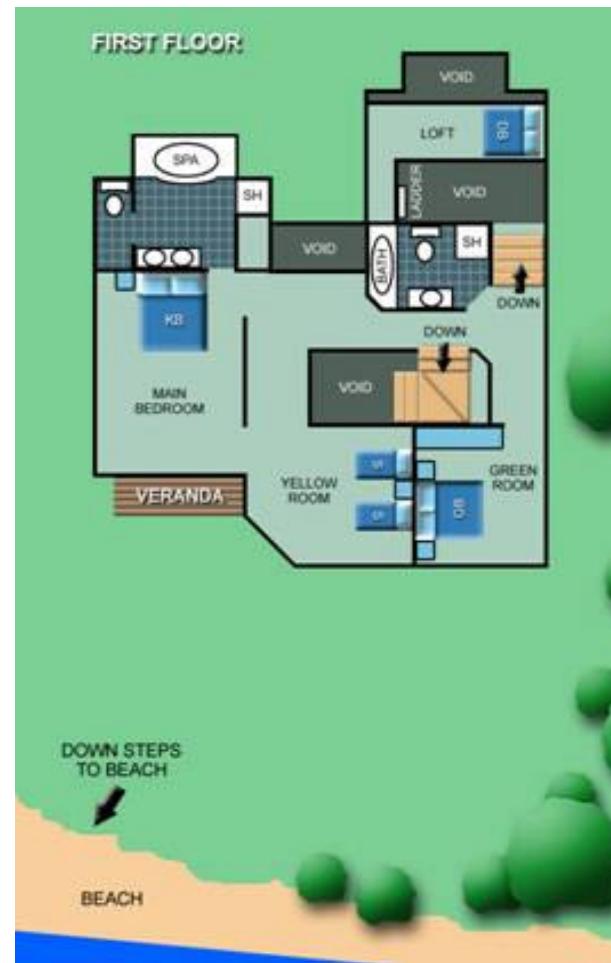 FIRST FLOOR
VOID
LOFT
DB
SPA
SH
LADDER
VOID
VOID
BATH
SH
DOWN
KB
DOWN
VOID
MAIN
BEDROOM
S
S
YELLOW
ROOM
GREEN
ROOM
VERANDA
DOWN STEPS
TO BEACH
BEACH